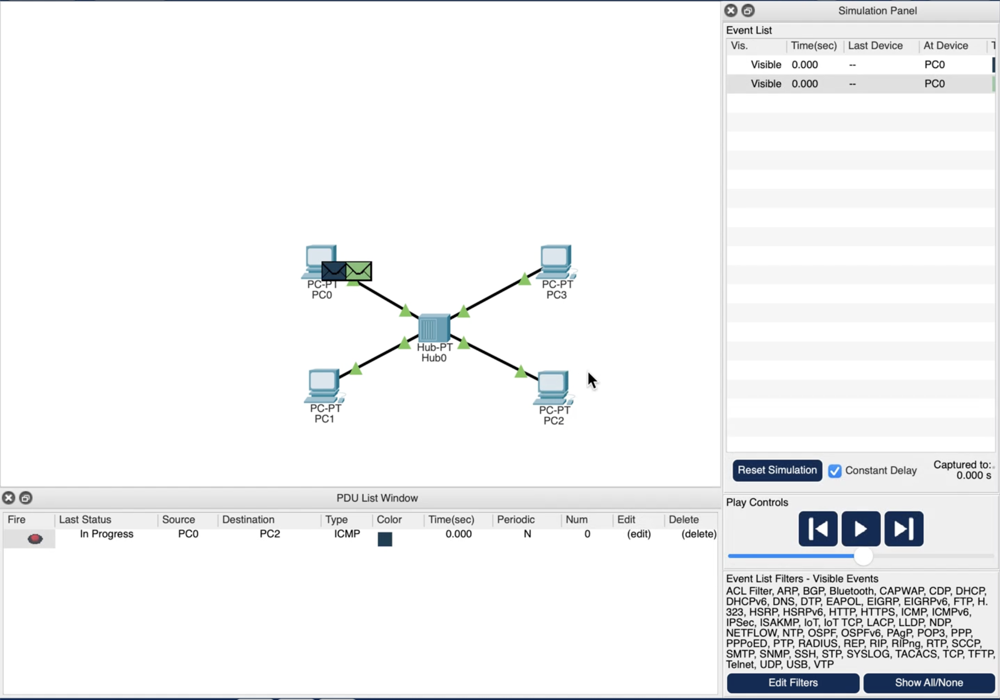 Simulation Panel
Event List
Vis. Time(sec) Last Device At Device
Visible 0.000 -- PC0
Visible 0.000 -- PC0
PC-PT
PC0
PC-PT
PC3
Hub-PT
Hub0
PC-PT
PC1
PC-PT
PC2
Reset Simulation Constant Delay Captured to:
0.000 s
PDU List Window
Fire Last Status Source Destination Type Color Time(sec) Periodic Num Edit Delete
In Progress PC0 PC2 ICMP 0.000 N 0 (edit) (delete)
Play Controls
Event List Filters - Visible Events
ACL Filter, ARP, BGP, Bluetooth, CAPWAP, CDP, DHCP,
DHCPv6, DNS, DTP, EAPOL, EIGRP, EIGRPv6, FTP, H.
323, HSRP, HSRPv6, HTTP, HTTPS, ICMP, ICMPv6,
IPSec, ISAKMP, IoT, IoT TCP, LACP, LLDP, NDP,
NETFLOW, NTP, OSPF, OSPFv6, PAgP, POP3, PPP,
PPPoED, PTP, RADIUS, REP, RIP, RIPng, RTP, SCCP,
SMTP, SNMP, SSH, STP, SYSLOG, TACACS, TCP, TFTP,
Telnet, UDP, USB, VTP
Edit Filters Show All/None